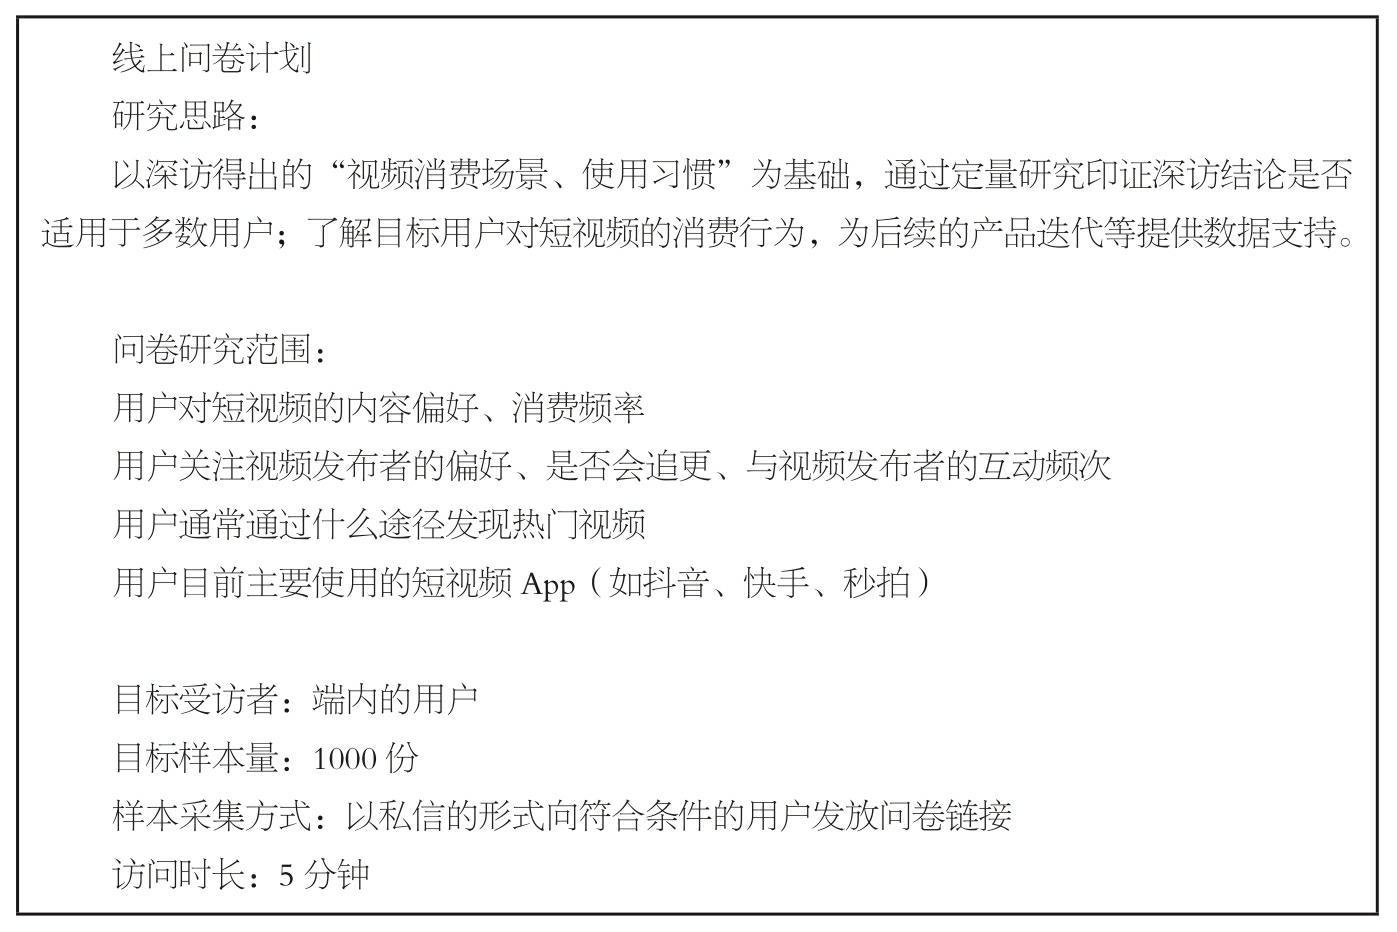 线上问卷计划
研究思路：
以深访得出的“视频消费场景、使用习惯”为基础，通过定量研究印证深访结论是否
适用于多数用户；了解目标用户对短视频的消费行为，为后续的产品迭代等提供数据支持。
问卷研究范围：
用户对短视频的内容偏好、消费频率
用户关注视频发布者的偏好、是否会追更、与视频发布者的互动频次
用户通常通过什么途径发现热门视频
用户目前主要使用的短视频 App（如抖音、快手、秒拍）
目标受访者：端内的用户
目标样本量：1000 份
样本采集方式：以私信的形式向符合条件的用户发放问卷链接
访问时长：5 分钟